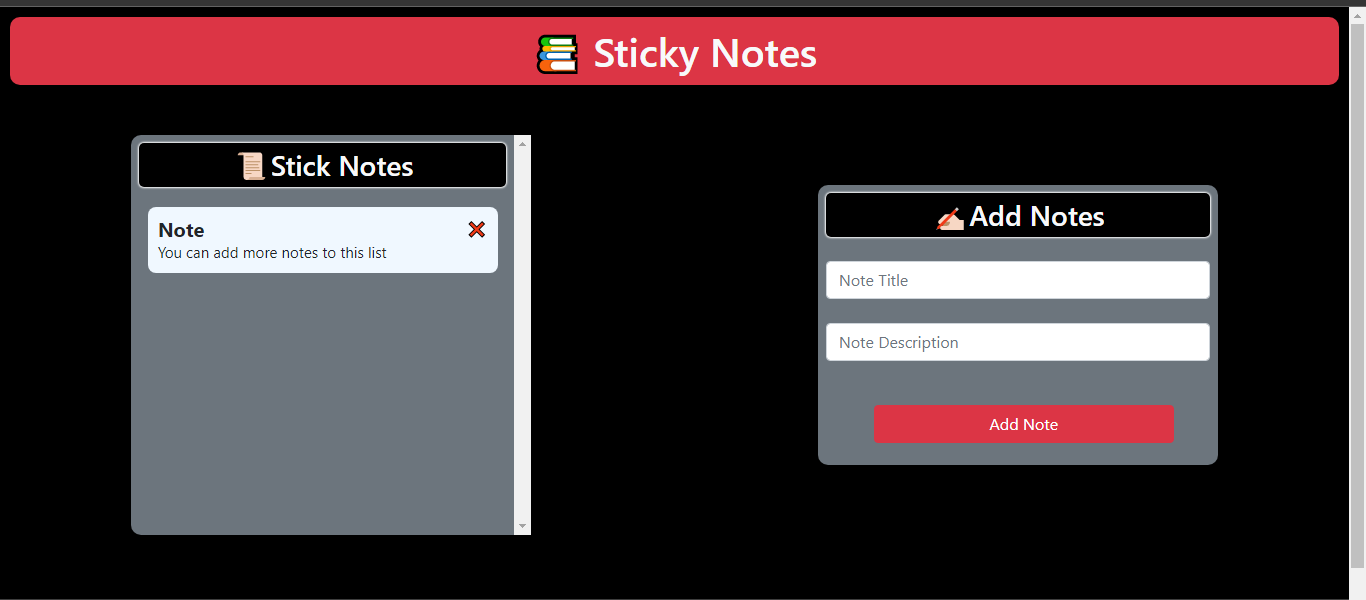 Sticky Notes
Stick Notes
Note
You can add more notes to this list
Add Notes
Note Title
Note Description
Add Note